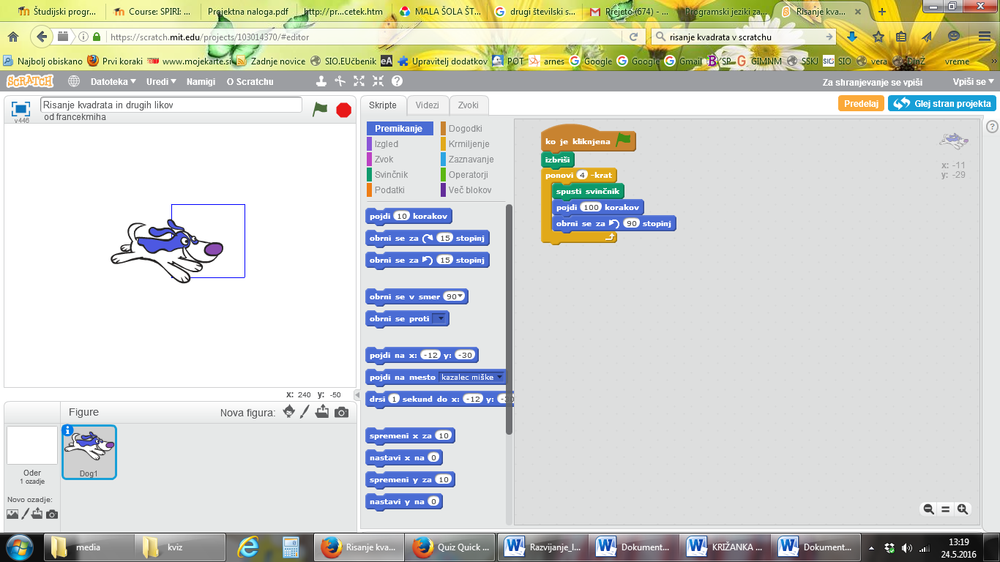 Študijski progr...
Course: SPIRI: ...
Projektna naloga.pdf
http://pr...cetek.htm
MALA ŠOLA ŠT...
drugi številski s...
Prejeto (674) - ...
Programski jeziki za...
Risanje kva...
https://scratch.mit.edu/projects/103014370/#editor
risanje kvadrata v scratchu
Najbolj obiskano
Prvi koraki
www.mojekarte.si
Zadnje novice
SIO.EUčbenik
eA
Upravitelj dodatkov
POT
arnes
Google
Google
Gmail
SP
GIMNM
SSKJ
SIO
vera
DInŽ
vreme
SCRATCH
Datoteka
Uredi
Namigi
O Scratchu
Za shranjevanje se vpiši
Vpiši se
v446
Risanje kvadrata in drugih likov
od francekmiha
Skripte
Videzi
Zvoki
Predelaj
Glej stran projekta
Premikanje
Dogodki
Izgled
Krmiljenje
Zvok
Zaznavanje
Svinčnik
Operatorji
Podatki
Več blokov
pojdi 10 korakov
obrni se za 15 stopinj
obrni se za 15 stopinj
obrni se v smer 90
obrni se proti
pojdi na x: -12 y: -30
pojdi na mesto kazalec miške
drsi 1 sekund do x: -12 y: -30
spremeni x za 10
nastavi x na 0
spremeni y za 10
nastavi y na 0
ko je kliknjena
izbriši
ponovi 4 -krat
spusti svinčnik
pojdi 100 korakov
obrni se za 90 stopinj
x: -11
y: -29
x: 240 y: -50
Figure
Nova figura:
Oder
1 ozadje
Novo ozadje:
Dog1
media
kviz
Risanje kva...
Quiz Quick ...
Razvijanje_l...
Dokument...
KRIŽANKA ...
Dokument...
13:19
24.5.2016